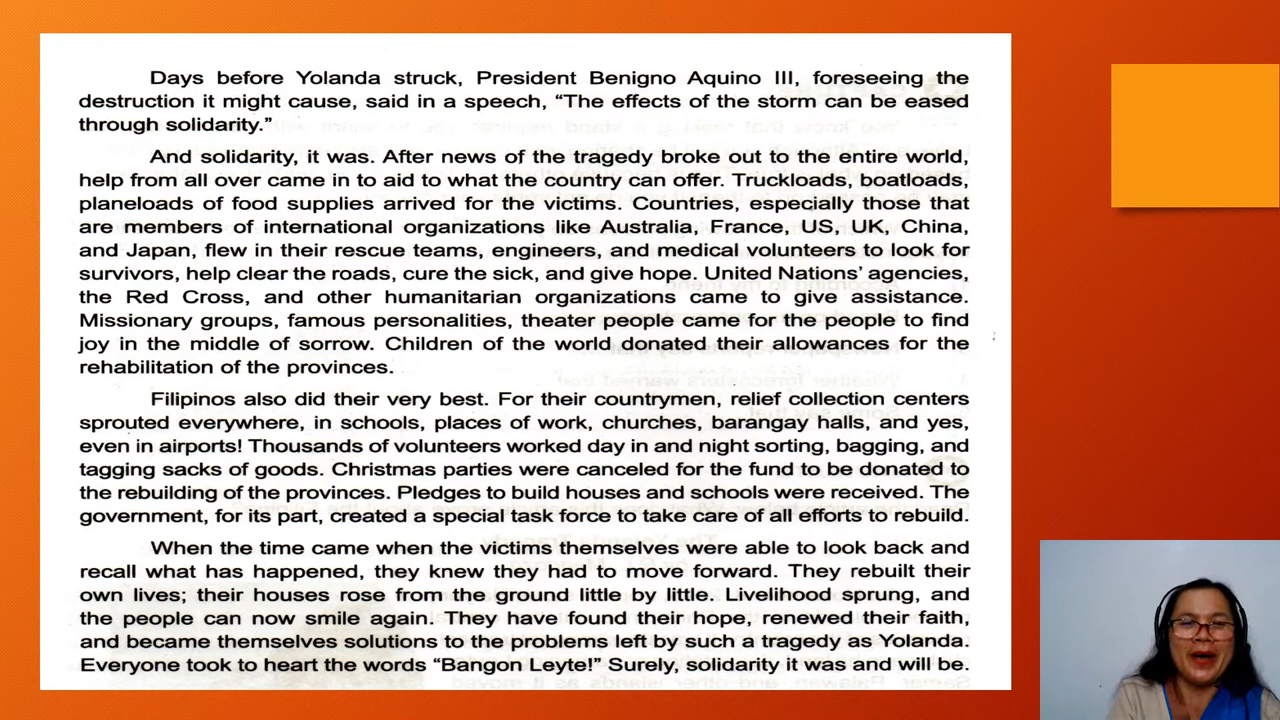 Days before Yolanda struck, President Benigno Aquino III, foreseeing the
destruction it might cause, said in a speech, “The effects of the storm can be eased
through solidarity.”
And solidarity, it was. After news of the tragedy broke out to the entire world,
help from all over came in to aid to what the country can offer. Truckloads, boatloads,
planeloads of food supplies arrived for the victims. Countries, especially those that
are members of international organizations like Australia, France, US, UK, China,
and Japan, flew in their rescue teams, engineers, and medical volunteers to look for
survivors, help clear the roads, cure the sick, and give hope. United Nations’ agencies,
the Red Cross, and other humanitarian organizations came to give assistance.
Missionary groups, famous personalities, theater people came for the people to find
joy in the middle of sorrow. Children of the world donated their allowances for the
rehabilitation of the provinces.
Filipinos also did their very best. For their countrymen, relief collection centers
sprouted everywhere, in schools, places of work, churches, barangay halls, and yes,
even in airports! Thousands of volunteers worked day in and night sorting, bagging, and
tagging sacks of goods. Christmas parties were canceled for the fund to be donated to
the rebuilding of the provinces. Pledges to build houses and schools were received. The
government, for its part, created a special task force to take care of all efforts to rebuild.
When the time came when the victims themselves were able to look back and
recall what has happened, they knew they had to move forward. They rebuilt their
own lives; their houses rose from the ground little by little. Livelihood sprung, and
the people can now smile again. They have found their hope, renewed their faith,
and became themselves solutions to the problems left by such a tragedy as Yolanda.
Everyone took to heart the words “Bangon Leyte!” Surely, solidarity it was and will be.